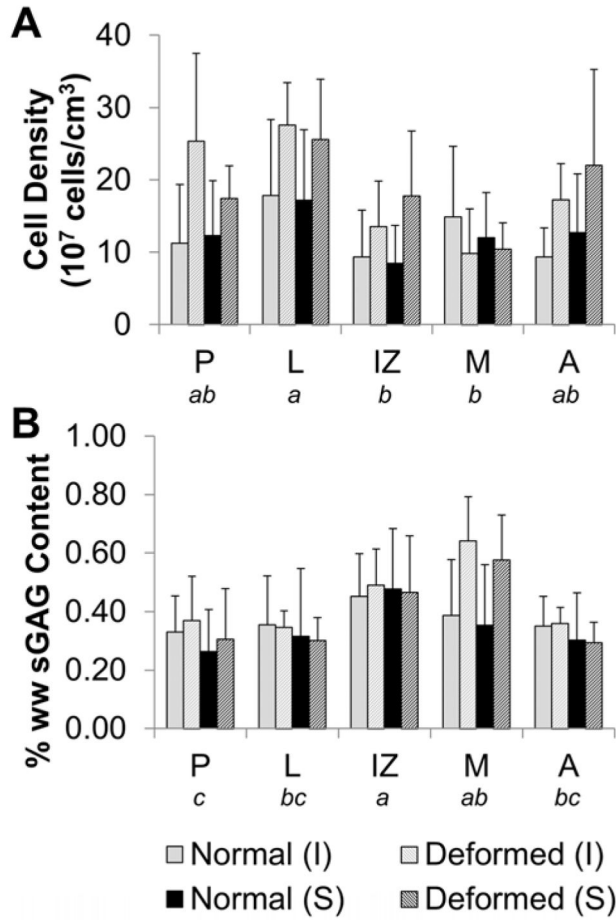 A
Cell Density
(10⁷ cells/cm³)
40
30
20
10
0
P L IZ M A
ab a b b ab
B
% ww sGAG Content
1.00
0.80
0.60
0.40
0.20
0.00
P L IZ M A
c bc a ab bc
Normal (I) Deformed (I)
Normal (S) Deformed (S)